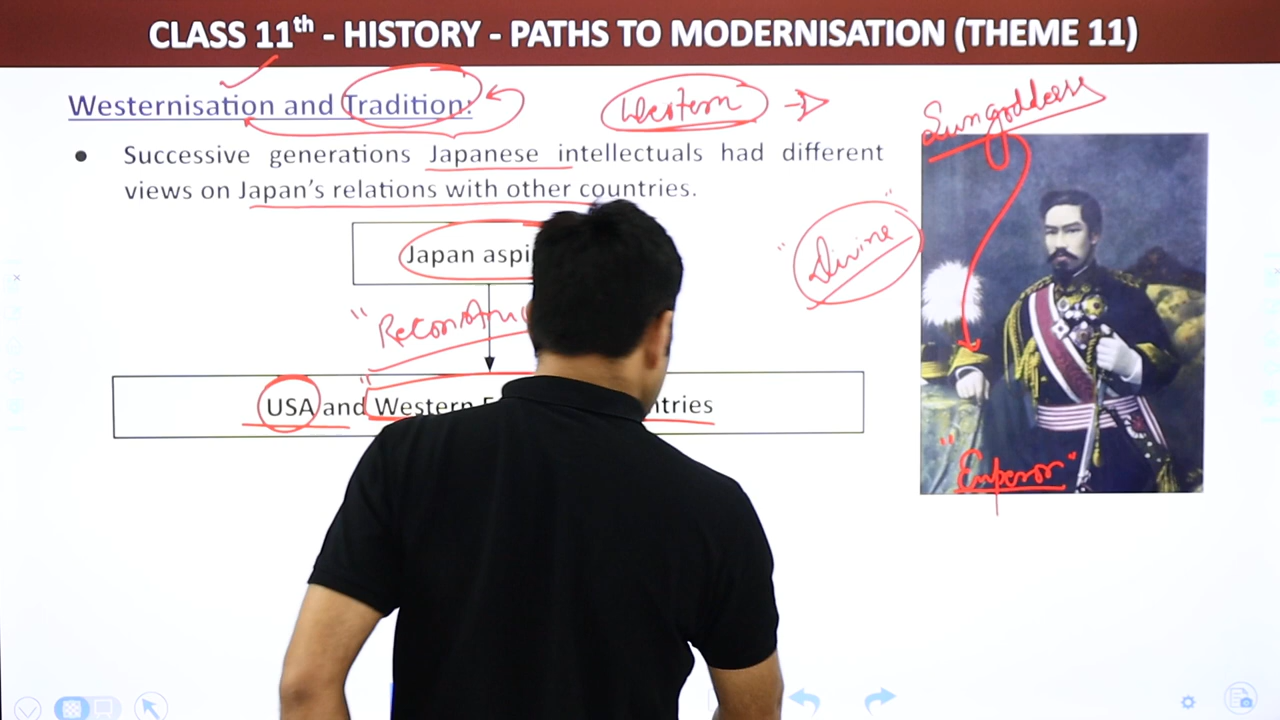 CLASS 11th - HISTORY - PATHS TO MODERNISATION (THEME 11)
Westernisation and Tradition:
Western
Sungoddess
● Successive generations Japanese intellectuals had different
views on Japan's relations with other countries.
"Divine"
Japan aspi
"Reconstruc
USA and "Western E ntries
"Emperor"